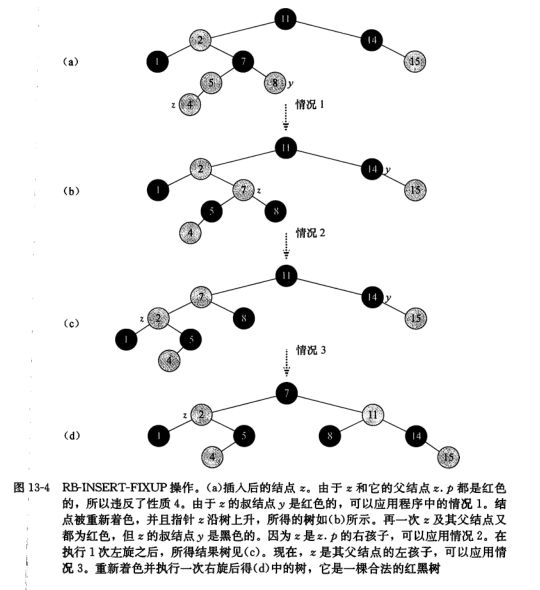 11
2 14
(a) 1 7 15
5 8 y
z 4 情况 1
11
2 14 y
(b) 1 7 z 15
5 8
4 情况 2
11
7 14 y
(c) z 2 8 15
1 5
4 情况 3
7
z 2 11
(d) 1 5 8 14
4 15
图 13-4 RB-INSERT-FIXUP 操作。(a)插入后的结点 z。由于 z 和它的父结点 z.p 都是红色
的，所以违反了性质 4。由于 z 的叔结点 y 是红色的，可以应用程序中的情况 1。结
点被重新着色，并且指针 z 沿树上升，所得的树如(b)所示。再一次 z 及其父结点又
都为红色，但 z 的叔结点 y 是黑色的。因为 z 是 z.p 的右孩子，可以应用情况 2。在
执行 1 次左旋之后，所得结果树见(c)。现在，z 是其父结点的左孩子，可以应用情
况 3。重新着色并执行一次右旋后得(d)中的树，它是一棵合法的红黑树